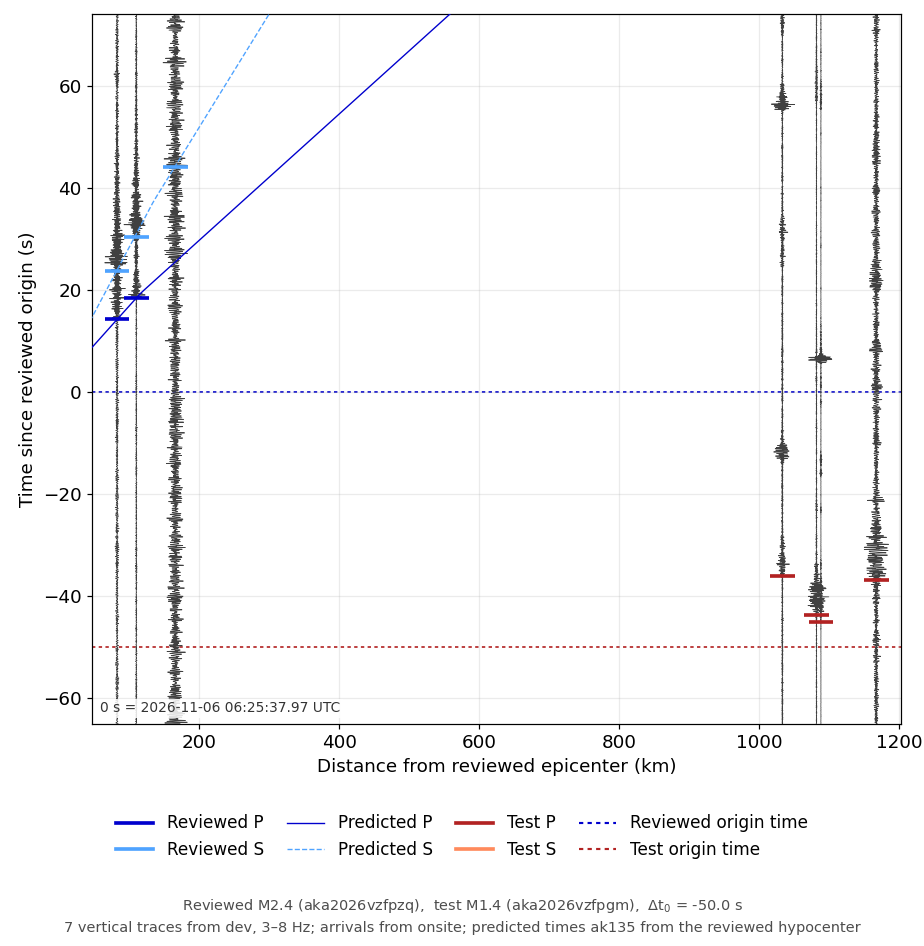 60
40
20
0
−20
−40
−60
Time since reviewed origin (s)
0 s = 2026-11-06 06:25:37.97 UTC
200 400 600 800 1000 1200
Distance from reviewed epicenter (km)
Reviewed P Predicted P Test P Reviewed origin time
Reviewed S Predicted S Test S Test origin time
Reviewed M2.4 (aka2026vzfpzq), test M1.4 (aka2026vzfpgm), Δt₀ = -50.0 s
7 vertical traces from dev, 3–8 Hz; arrivals from onsite; predicted times ak135 from the reviewed hypocenter